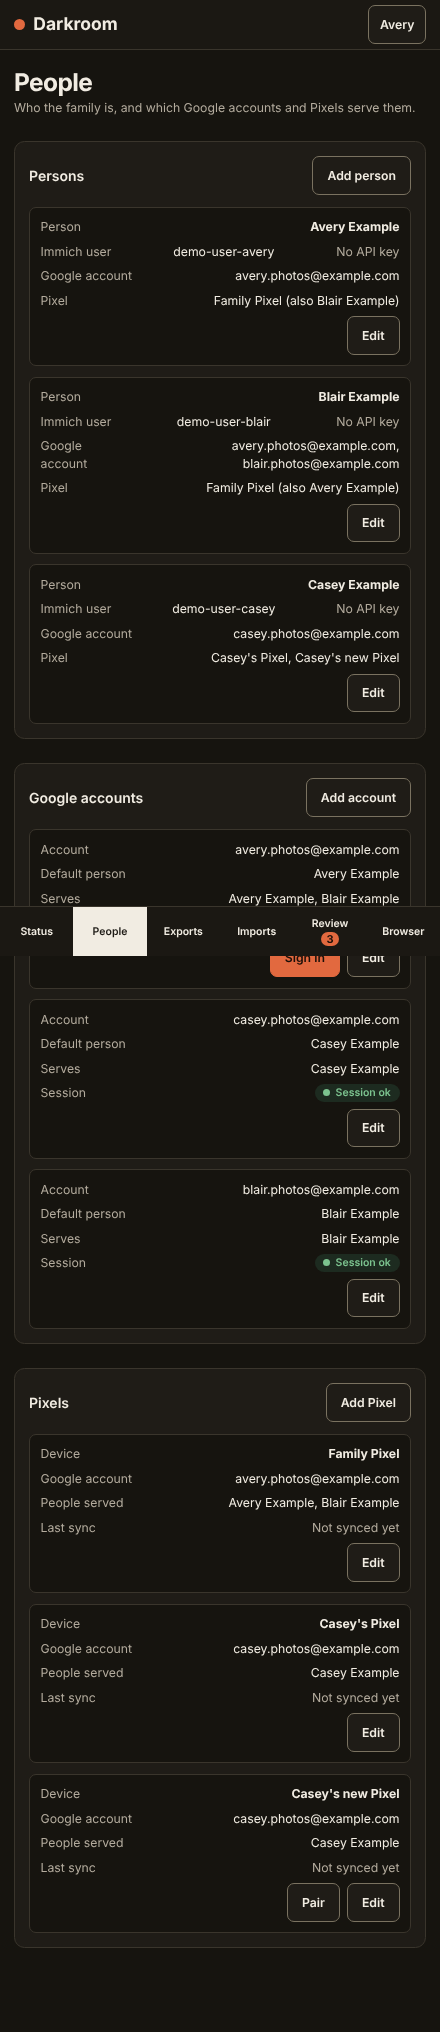 Darkroom
Avery
People
Who the family is, and which Google accounts and Pixels serve them.
Persons
Add person
Person Avery Example
Immich user demo-user-avery No API key
Google account avery.photos@example.com
Pixel Family Pixel (also Blair Example)
Edit
Person Blair Example
Immich user demo-user-blair No API key
Google account avery.photos@example.com, blair.photos@example.com
Pixel Family Pixel (also Avery Example)
Edit
Person Casey Example
Immich user demo-user-casey No API key
Google account casey.photos@example.com
Pixel Casey's Pixel, Casey's new Pixel
Edit
Google accounts
Add account
Account avery.photos@example.com
Default person Avery Example
Serves Avery Example, Blair Example
Status People Exports Imports Review 3 Browser
Sign in Edit
Account casey.photos@example.com
Default person Casey Example
Serves Casey Example
Session Session ok
Edit
Account blair.photos@example.com
Default person Blair Example
Serves Blair Example
Session Session ok
Edit
Pixels
Add Pixel
Device Family Pixel
Google account avery.photos@example.com
People served Avery Example, Blair Example
Last sync Not synced yet
Edit
Device Casey's Pixel
Google account casey.photos@example.com
People served Casey Example
Last sync Not synced yet
Edit
Device Casey's new Pixel
Google account casey.photos@example.com
People served Casey Example
Last sync Not synced yet
Pair Edit